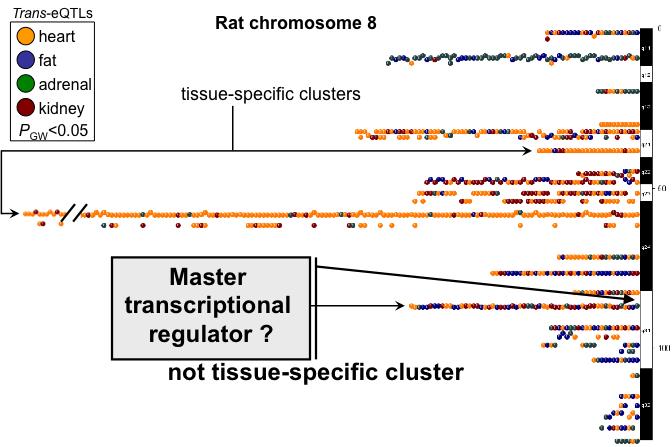 Rat chromosome 8
Trans-eQTLs
heart
fat
adrenal
kidney
PGW<0.05
tissue-specific clusters
Master
transcriptional
regulator ?
not tissue-specific cluster
0
60
100